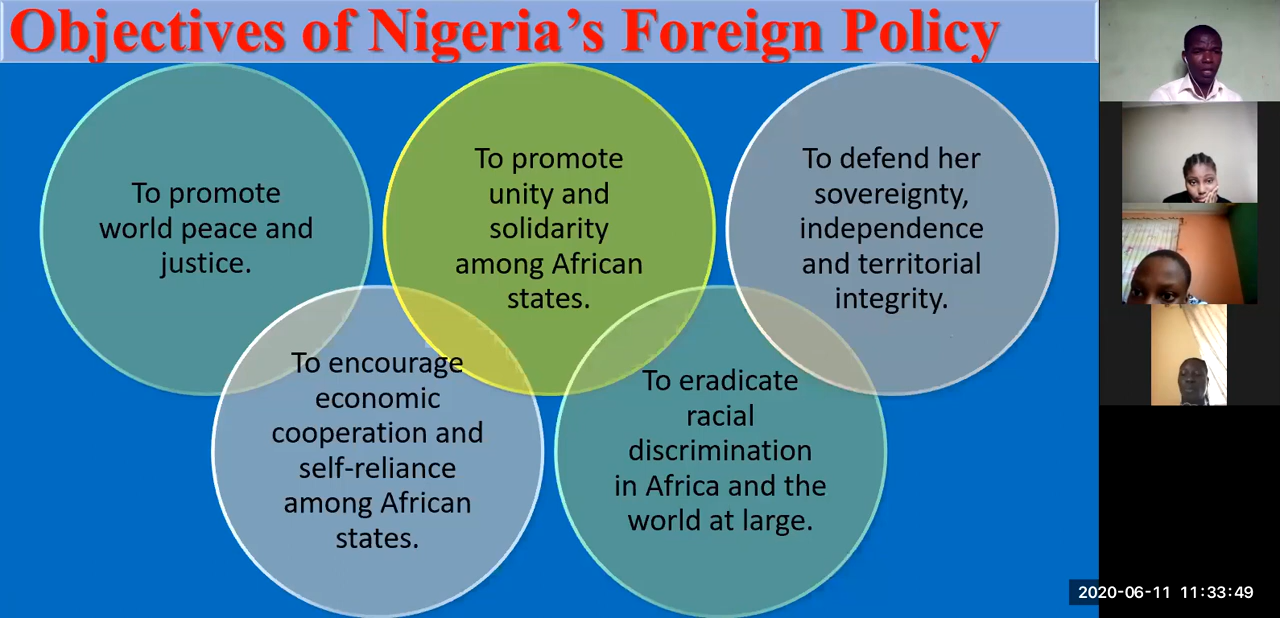 Objectives of Nigeria’s Foreign Policy
To promote
world peace and
justice.
To promote
unity and
solidarity
among African
states.
To defend her
sovereignty,
independence
and territorial
integrity.
To encourage
economic
cooperation and
self-reliance
among African
states.
To eradicate
racial
discrimination
in Africa and the
world at large.
2020-06-11 11:33:49